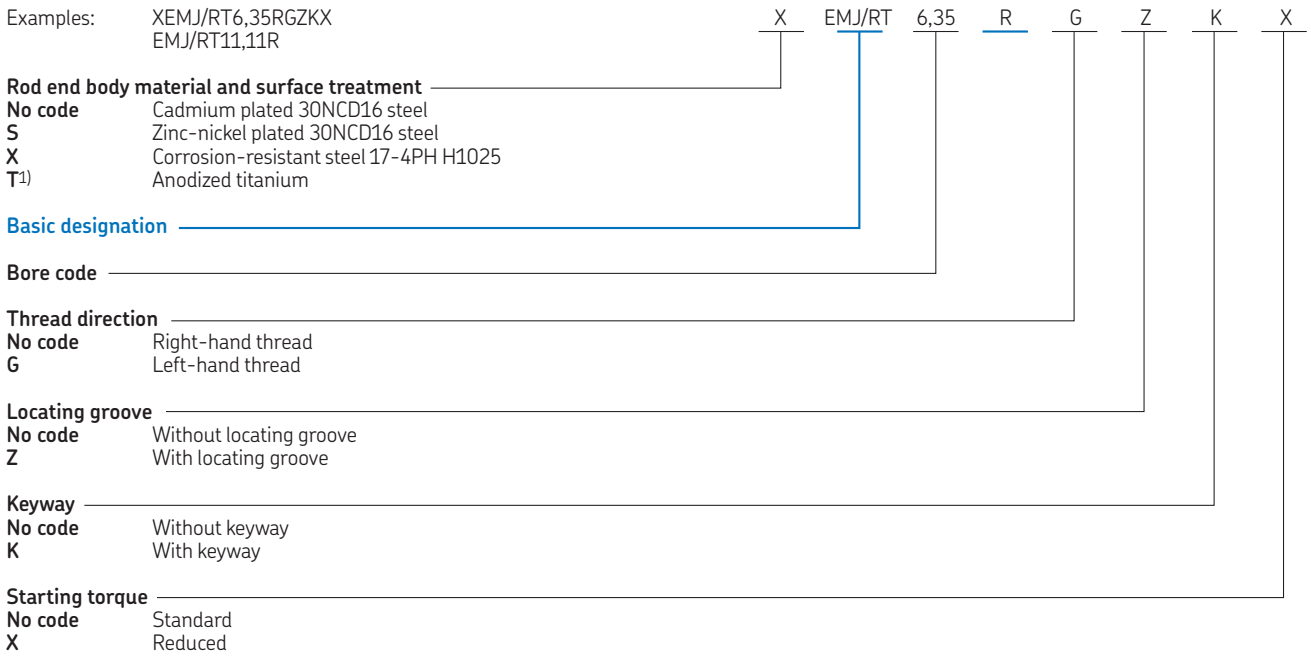 Examples: XEMJ/RT6,35RGZKX X EMJ/RT 6,35 R G Z K X
EMJ/RT11,11R
Rod end body material and surface treatment
No code Cadmium plated 30NCD16 steel
S Zinc-nickel plated 30NCD16 steel
X Corrosion-resistant steel 17-4PH H1025
T1) Anodized titanium
Basic designation
Bore code
Thread direction
No code Right-hand thread
G Left-hand thread
Locating groove
No code Without locating groove
Z With locating groove
Keyway
No code Without keyway
K With keyway
Starting torque
No code Standard
X Reduced